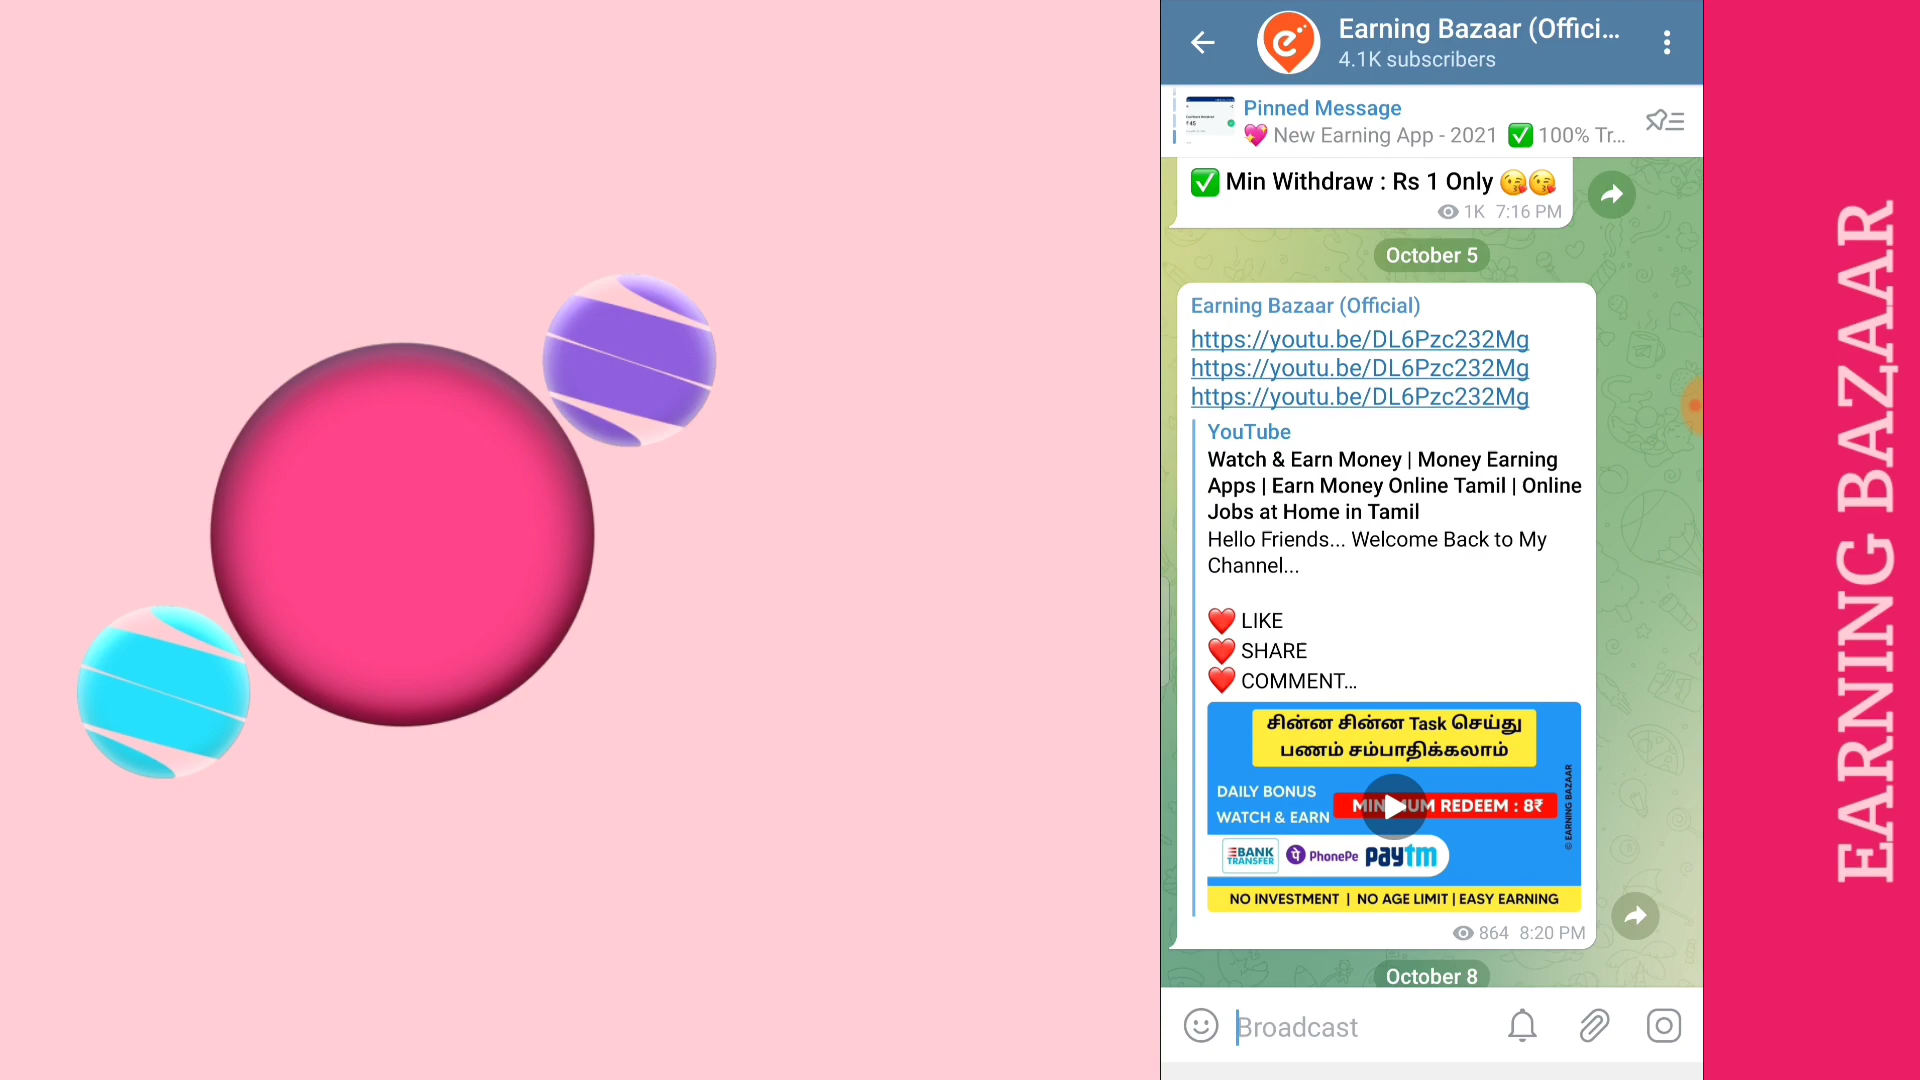 Earning Bazaar (Offici...
4.1K subscribers
Pinned Message
💖 New Earning App - 2021 ✅ 100% Tr...
✅ Min Withdraw : Rs 1 Only 😘😘
1K 7:16 PM
October 5
Earning Bazaar (Official)
https://youtu.be/DL6Pzc232Mg
https://youtu.be/DL6Pzc232Mg
https://youtu.be/DL6Pzc232Mg
YouTube
Watch & Earn Money | Money Earning
Apps | Earn Money Online Tamil | Online
Jobs at Home in Tamil
Hello Friends... Welcome Back to My
Channel...
❤️ LIKE
❤️ SHARE
❤️ COMMENT...
சின்ன சின்ன Task செய்து
பணம் சம்பாதிக்கலாம்
DAILY BONUS
WATCH & EARN
MINIMUM REDEEM : 8₹
© EARNING BAZAAR
BANK
TRANSFER
PhonePe
paytm
NO INVESTMENT | NO AGE LIMIT | EASY EARNING
864 8:20 PM
October 8
Broadcast
EARNING BAZAAR